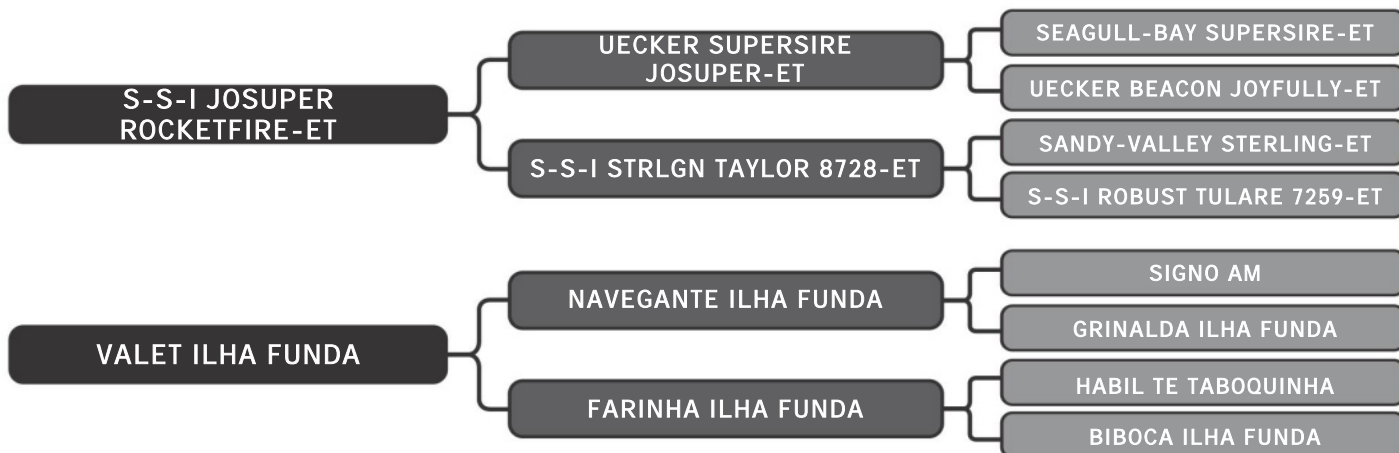 S-S-I JOSUPER
ROCKETFIRE-ET
UECKER SUPERSIRE
JOSUPER-ET
SEAGULL-BAY SUPERSIRE-ET
UECKER BEACON JOYFULLY-ET
S-S-I STRLGN TAYLOR 8728-ET
SANDY-VALLEY STERLING-ET
S-S-I ROBUST TULARE 7259-ET
VALET ILHA FUNDA
NAVEGANTE ILHA FUNDA
SIGNO AM
GRINALDA ILHA FUNDA
FARINHA ILHA FUNDA
HABIL TE TABOQUINHA
BIBOCA ILHA FUNDA